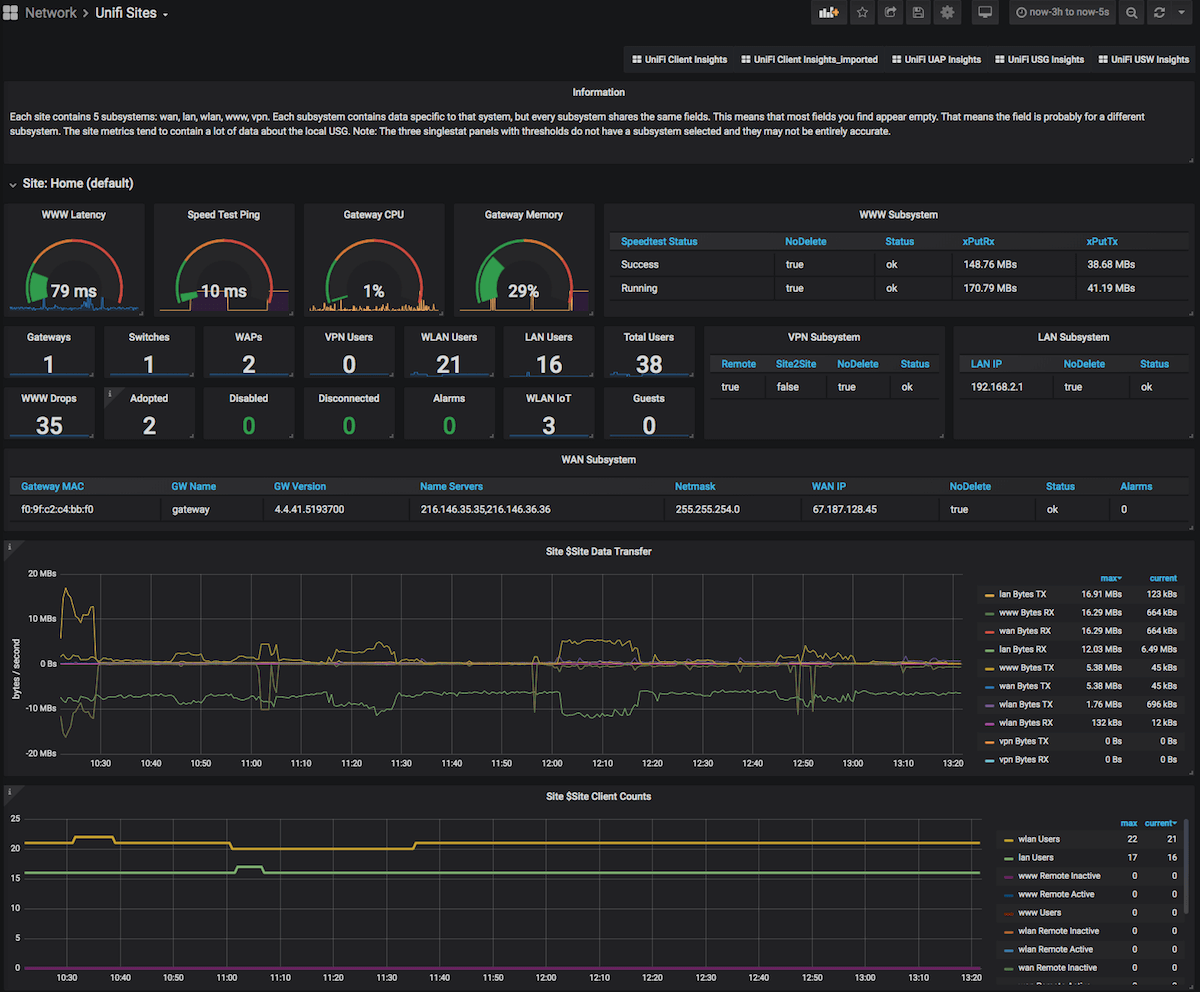 Network > Unifi Sites
now-3h to now-5s
UniFi Client Insights UniFi Client Insights_Imported UniFi UAP Insights UniFi USG Insights UniFi USW Insights
Information
Each site contains 5 subsystems: wan, lan, wlan, www, vpn. Each subsystem contains data specific to that system, but every subsystem shares the same fields. This means that most fields you find appear empty. That means the field is probably for a different
subsystem. The site metrics tend to contain a lot of data about the local USG. Note: The three singlestat panels with thresholds do not have a subsystem selected and they may not be entirely accurate.
Site: Home (default)
WWW Latency Speed Test Ping Gateway CPU Gateway Memory WWW Subsystem
Speedtest Status NoDelete Status xPutRx xPutTx
Success true ok 148.76 MBs 38.68 MBs
Running true ok 170.79 MBs 41.19 MBs
79 ms 10 ms 1% 29%
Gateways Switches WAPs VPN Users WLAN Users LAN Users Total Users VPN Subsystem LAN Subsystem
1 1 2 0 21 16 38
Remote Site2Site NoDelete Status LAN IP NoDelete Status
true false true ok 192.168.2.1 true ok
WWW Drops Adopted Disabled Disconnected Alarms WLAN IoT Guests
35 2 0 0 0 3 0
WAN Subsystem
Gateway MAC GW Name GW Version Name Servers Netmask WAN IP NoDelete Status Alarms
f0:9f:c2:c4:bb:f0 gateway 4.4.41.5193700 216.146.35.35,216.146.36.36 255.255.254.0 67.187.128.45 true ok 0
Site $Site Data Transfer
bytes / second
20 MBs
10 MBs
0 Bs
-10 MBs
-20 MBs
10:30 10:40 10:50 11:00 11:10 11:20 11:30 11:40 11:50 12:00 12:10 12:20 12:30 12:40 12:50 13:00 13:10 13:20
max current
lan Bytes TX 16.91 MBs 123 kBs
www Bytes RX 16.29 MBs 664 kBs
wan Bytes RX 16.29 MBs 664 kBs
lan Bytes RX 12.03 MBs 6.49 MBs
www Bytes TX 5.38 MBs 45 kBs
wan Bytes TX 5.38 MBs 45 kBs
wlan Bytes TX 1.76 MBs 696 kBs
wlan Bytes RX 132 kBs 12 kBs
vpn Bytes TX 0 Bs 0 Bs
vpn Bytes RX 0 Bs 0 Bs
Site $Site Client Counts
25
20
15
10
5
0
10:30 10:40 10:50 11:00 11:10 11:20 11:30 11:40 11:50 12:00 12:10 12:20 12:30 12:40 12:50 13:00 13:10 13:20
max current
wlan Users 22 21
lan Users 17 16
www Remote Inactive 0 0
www Remote Active 0 0
www Users 0 0
wlan Remote Inactive 0 0
wlan Remote Active 0 0
wan Remote Inactive 0 0